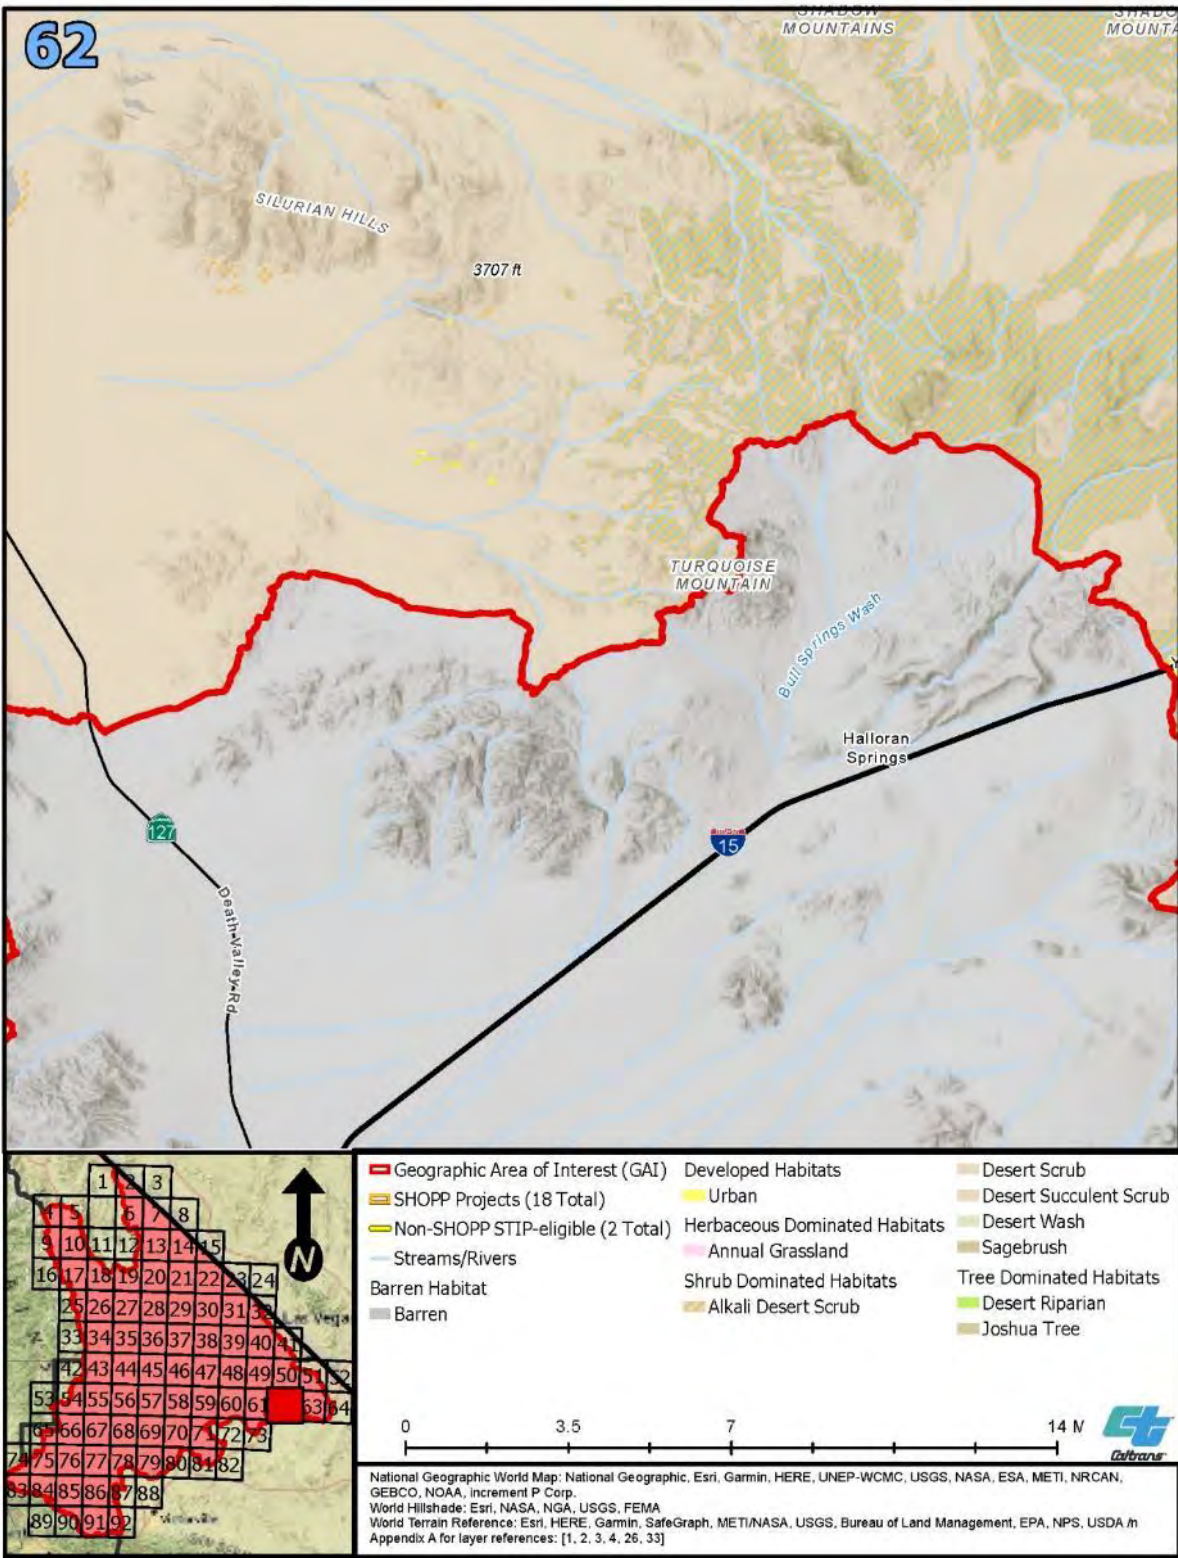 62
SHADOW
MOUNTAINS
SILURIAN HILLS
3707 ft
TURQUOISE
MOUNTAIN
Bull Springs Wash
Halloran
Springs
127
15
Death Valley Rd
1 2 3
4 5 6 7 8
9 10 11 12 13 14 15
16 17 18 19 20 21 22 23 24
25 26 27 28 29 30 31 32
Las Vega
33 34 35 36 37 38 39 40 41
42 43 44 45 46 47 48 49 50 51 52
53 54 55 56 57 58 59 60 61 63 64
65 66 67 68 69 70 71 72 73
74 75 76 77 78 79 80 81 82
83 84 85 86 87 88
89 90 91 92
N
Geographic Area of Interest (GAI)
SHOPP Projects (18 Total)
Non-SHOPP STIP-eligible (2 Total)
Streams/Rivers
Barren Habitat
Barren
Developed Habitats
Urban
Herbaceous Dominated Habitats
Annual Grassland
Shrub Dominated Habitats
Alkali Desert Scrub
Desert Scrub
Desert Succulent Scrub
Desert Wash
Sagebrush
Tree Dominated Habitats
Desert Riparian
Joshua Tree
0 3.5 7 14 M
Caltrans
National Geographic World Map: National Geographic, Esri, Garmin, HERE, UNEP-WCMC, USGS, NASA, ESA, METI, NRCAN,
GEBCO, NOAA, increment P Corp.
World Hillshade: Esri, NASA, NGA, USGS, FEMA
World Terrain Reference: Esri, HERE, Garmin, SafeGraph, METI/NASA, USGS, Bureau of Land Management, EPA, NPS, USDA /n
Appendix A for layer references: [1, 2, 3, 4, 26, 33]